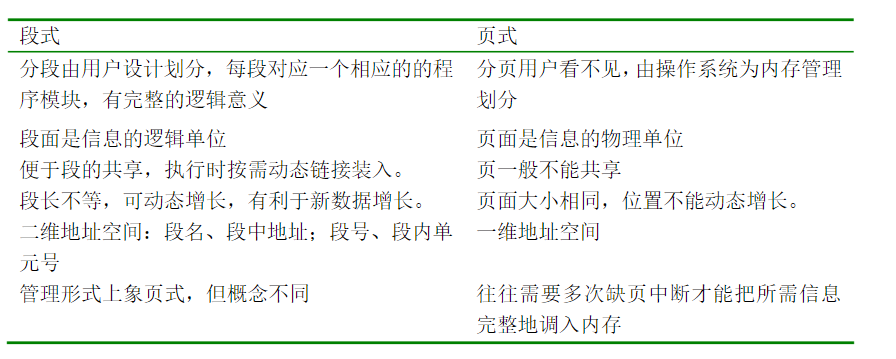 段式 页式
分段由用户设计划分，每段对应一个相应的的程 分页用户看不见，由操作系统为内存管理
序模块，有完整的逻辑意义 划分
段面是信息的逻辑单位 页面是信息的物理单位
便于段的共享，执行时按需动态链接装入。 页一般不能共享
段长不等，可动态增长，有利于新数据增长。 页面大小相同，位置不能动态增长。
二维地址空间：段名、段中地址；段号、段内单 一维地址空间
元号
管理形式上象页式，但概念不同 往往需要多次缺页中断才能把所需信息
完整地调入内存